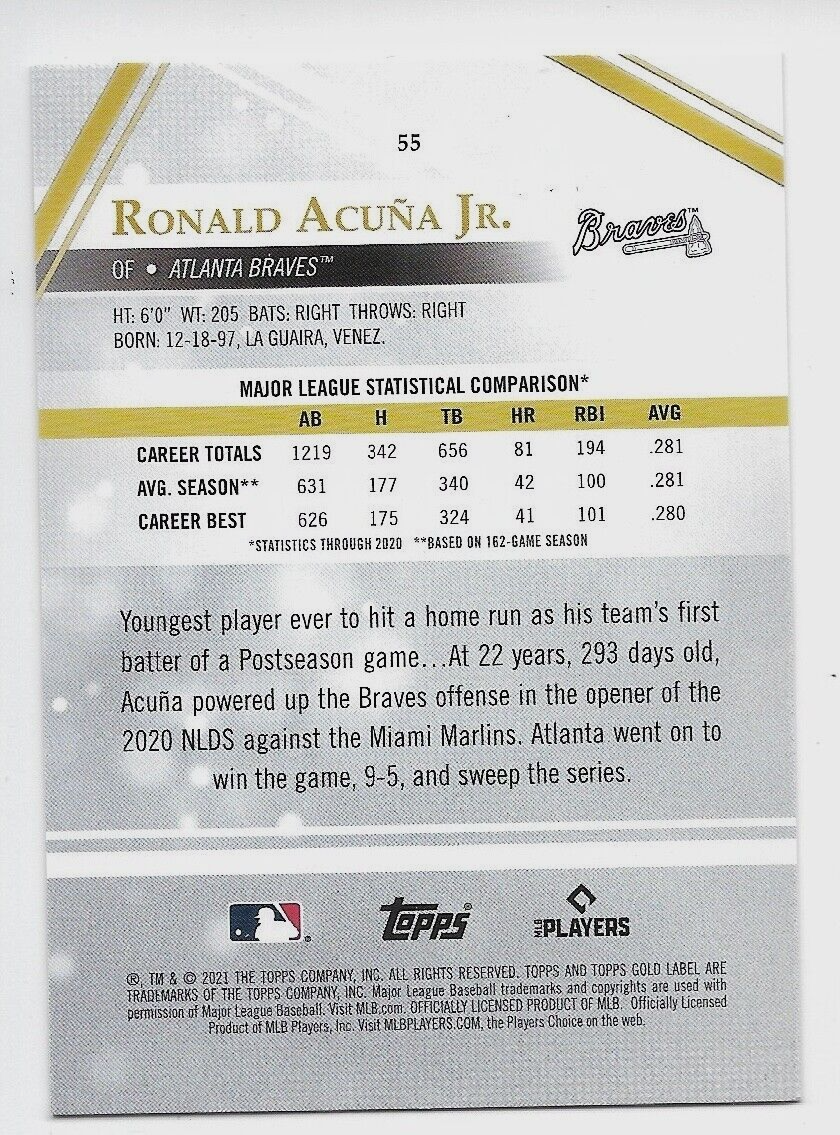 55
RONALD ACUÑA JR.
Braves™
OF • ATLANTA BRAVES™
HT: 6'0" WT: 205 BATS: RIGHT THROWS: RIGHT
BORN: 12-18-97, LA GUAIRA, VENEZ.
MAJOR LEAGUE STATISTICAL COMPARISON*
AB H TB HR RBI AVG
CAREER TOTALS 1219 342 656 81 194 .281
AVG. SEASON** 631 177 340 42 100 .281
CAREER BEST 626 175 324 41 101 .280
*STATISTICS THROUGH 2020 **BASED ON 162-GAME SEASON
Youngest player ever to hit a home run as his team's first
batter of a Postseason game...At 22 years, 293 days old,
Acuña powered up the Braves offense in the opener of the
2020 NLDS against the Miami Marlins. Atlanta went on to
win the game, 9-5, and sweep the series.
® topps® MLB PLAYERS
®, TM & © 2021 THE TOPPS COMPANY, INC. ALL RIGHTS RESERVED. TOPPS AND TOPPS GOLD LABEL ARE
TRADEMARKS OF THE TOPPS COMPANY, INC. Major League Baseball trademarks and copyrights are used with
permission of Major League Baseball. Visit MLB.com. OFFICIALLY LICENSED PRODUCT OF MLB. Officially Licensed
Product of MLB Players, Inc. Visit MLBPLAYERS.COM, the Players Choice on the web.